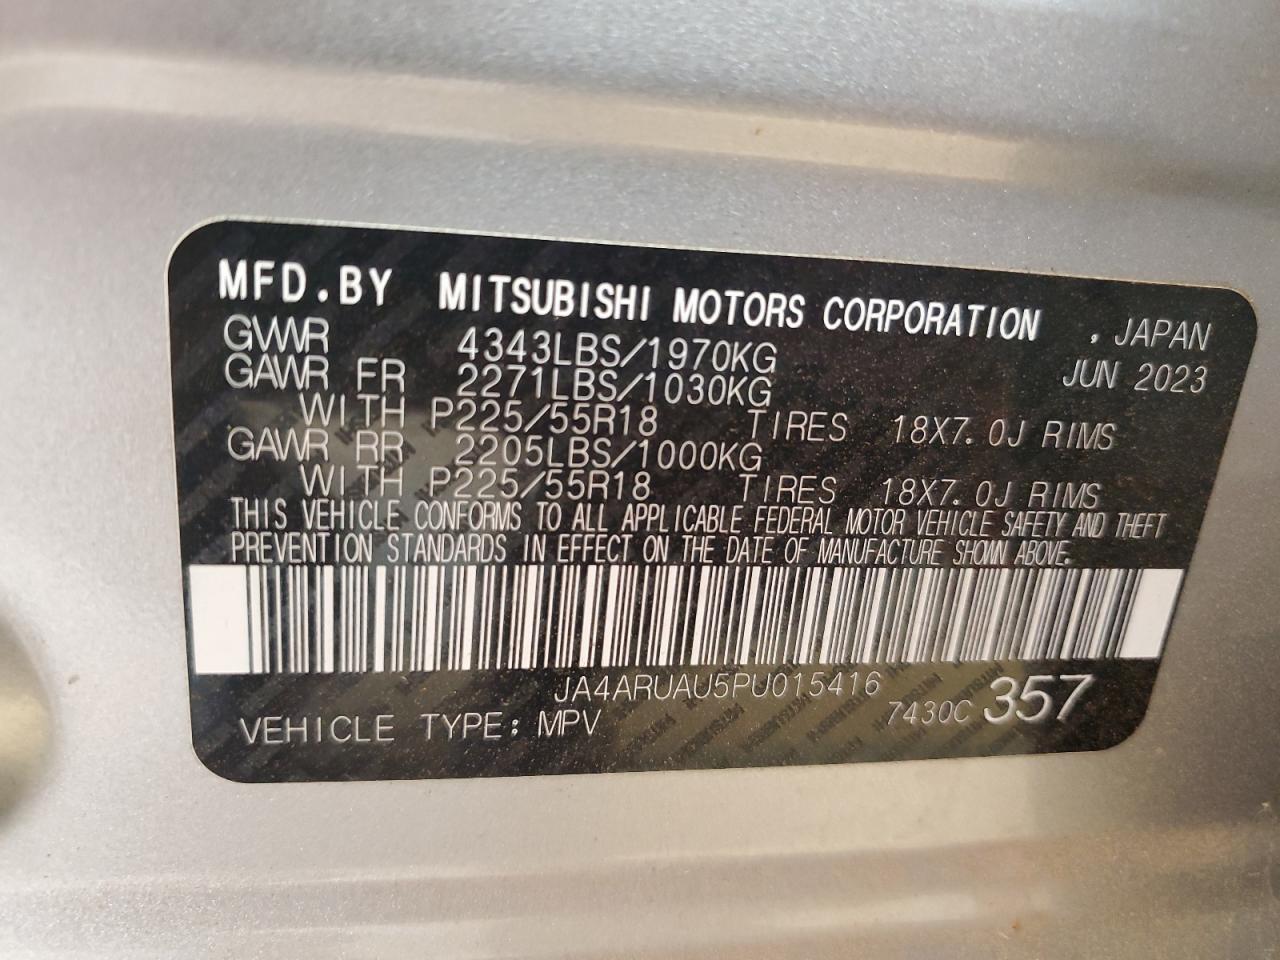 MFD.BY MITSUBISHI MOTORS CORPORATION , JAPAN
GVWR 4343LBS/1970KG JUN 2023
GAWR FR 2271LBS/1030KG
WITH P225/55R18 TIRES 18X7.0J RIMS
GAWR RR 2205LBS/1000KG
WITH P225/55R18 TIRES 18X7.0J RIMS
THIS VEHICLE CONFORMS TO ALL APPLICABLE FEDERAL MOTOR VEHICLE SAFETY AND THEFT
PREVENTION STANDARDS IN EFFECT ON THE DATE OF MANUFACTURE SHOWN ABOVE.
JA4ARUAU5PU015416
VEHICLE TYPE: MPV 7430C 357